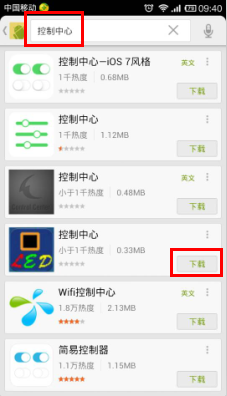 中国移动 09:40
控制中心
控制中心-iOS 7风格
英文
1千热度 0.68MB
下载
控制中心
1千热度 1.12MB
下载
控制中心
小于1千热度 0.48MB
下载
控制中心
LED
小于1千热度 0.33MB
下载
Wifi控制中心
英文
1.8万热度 2.13MB
下载
简易控制器
1.1万热度 1.15MB
下载